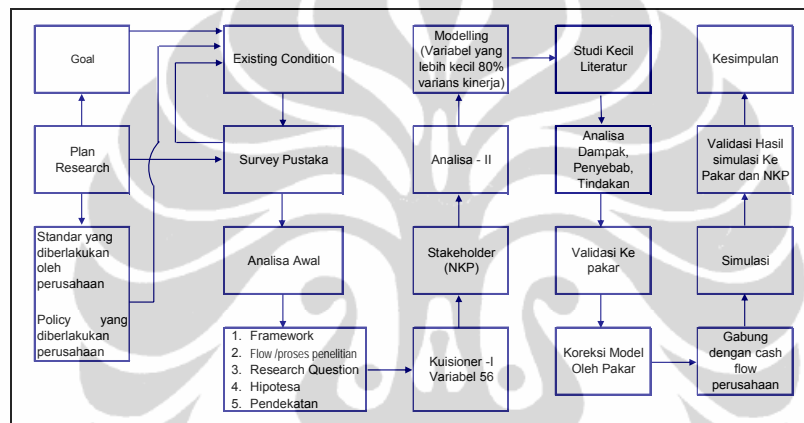 Goal
Plan
Research
Standar yang
diberlakukan
oleh
perusahaan
Policy yang
diberlakukan
perusahaan
Existing Condition
Survey Pustaka
Analisa Awal
1. Framework
2. Flow /proses penelitian
3. Research Question
4. Hipotesa
5. Pendekatan
Modelling
(Variabel yang
lebih kecil 80%
varians kinerja)
Analisa - II
Stakeholder
(NKP)
Kuisioner -I
Variabel 56
Studi Kecil
Literatur
Analisa
Dampak,
Penyebab,
Tindakan
Validasi Ke
pakar
Koreksi Model
Oleh Pakar
Kesimpulan
Validasi Hasil
simulasi Ke
Pakar dan NKP
Simulasi
Gabung
dengan cash
flow
perusahaan